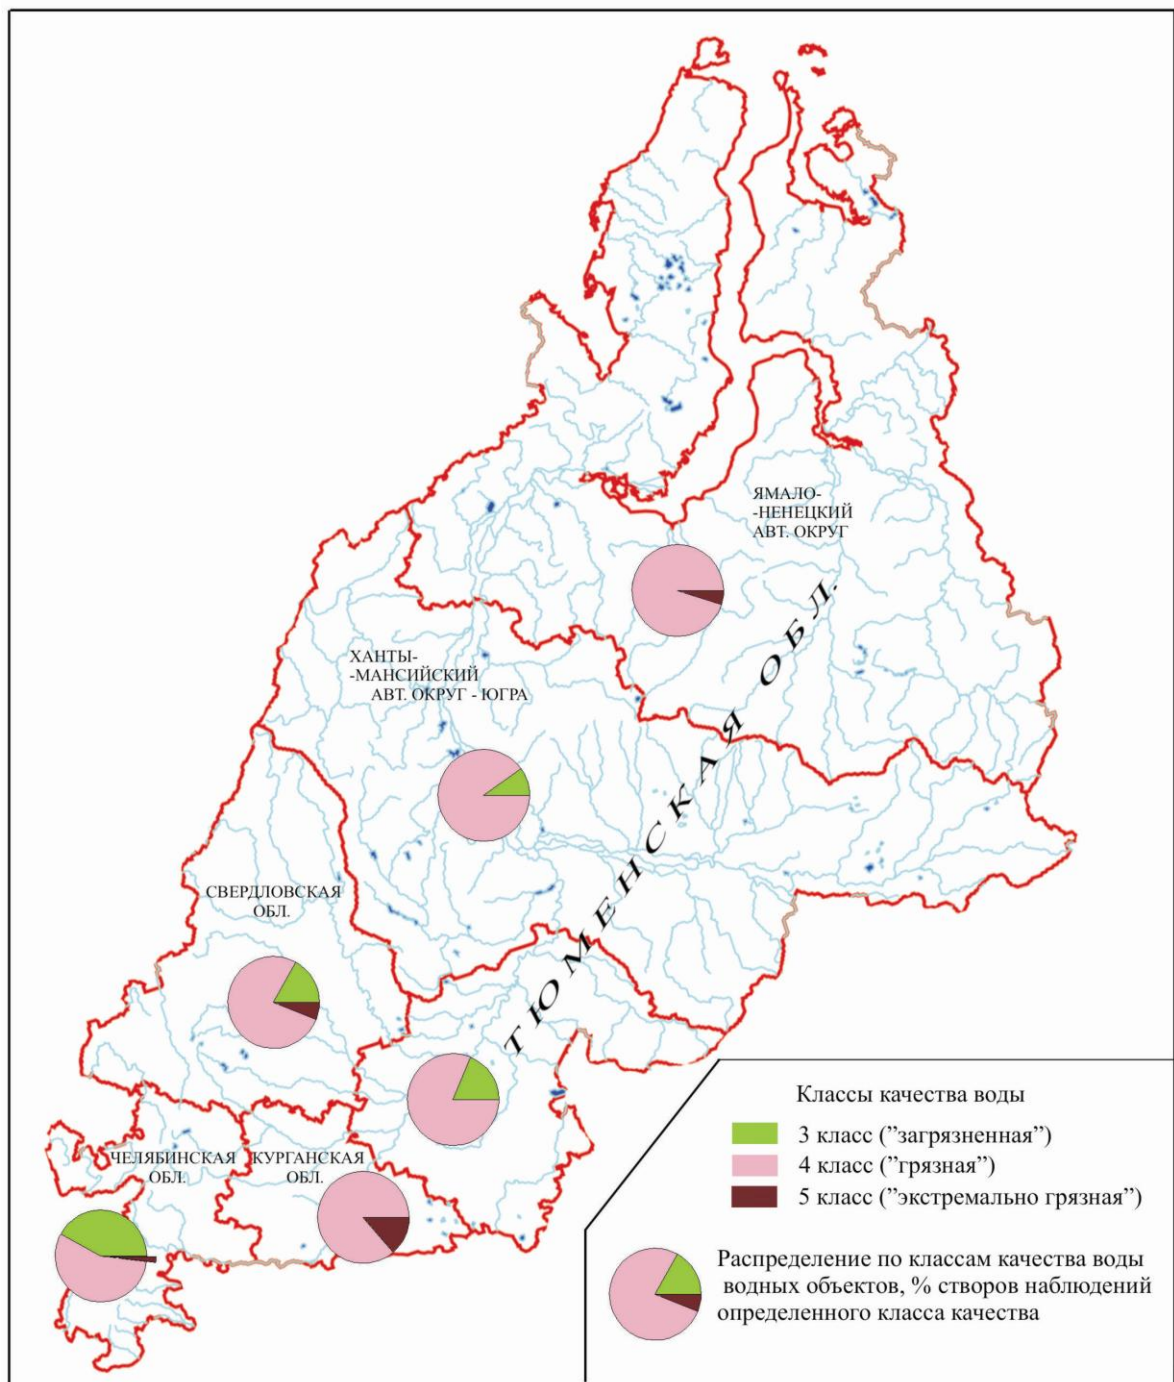 ЯМАЛО-
-НЕНЕЦКИЙ
АВТ. ОКРУГ
ХАНТЫ-
-МАНСИЙСКИЙ
АВТ. ОКРУГ - ЮГРА
ТЮМЕНСКАЯ ОБЛ.
СВЕРДЛОВСКАЯ
ОБЛ.
ЧЕЛЯБИНСКАЯ
ОБЛ.
КУРГАНСКАЯ
ОБЛ.
Классы качества воды
3 класс (”загрязненная”)
4 класс (”грязная”)
5 класс (”экстремально грязная”)
Распределение по классам качества воды
водных объектов, % створов наблюдений
определенного класса качества